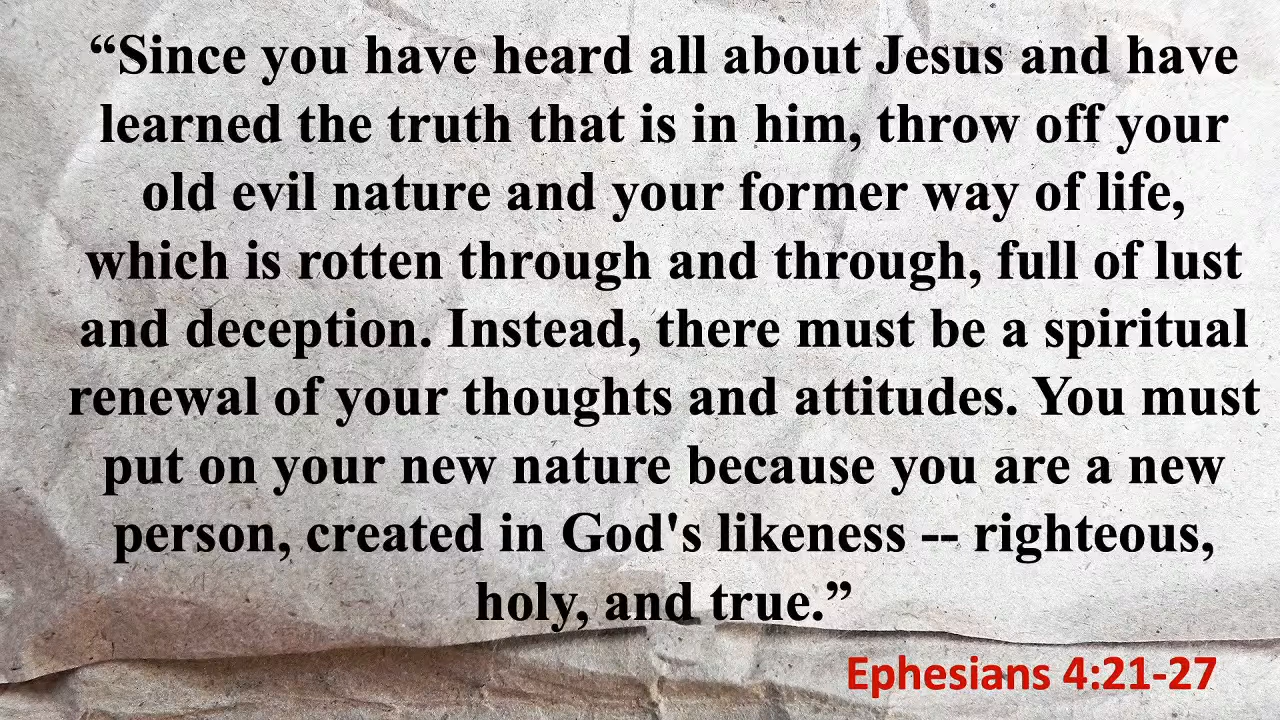 “Since you have heard all about Jesus and have
learned the truth that is in him, throw off your
old evil nature and your former way of life,
which is rotten through and through, full of lust
and deception. Instead, there must be a spiritual
renewal of your thoughts and attitudes. You must
put on your new nature because you are a new
person, created in God's likeness -- righteous,
holy, and true.”
Ephesians 4:21-27